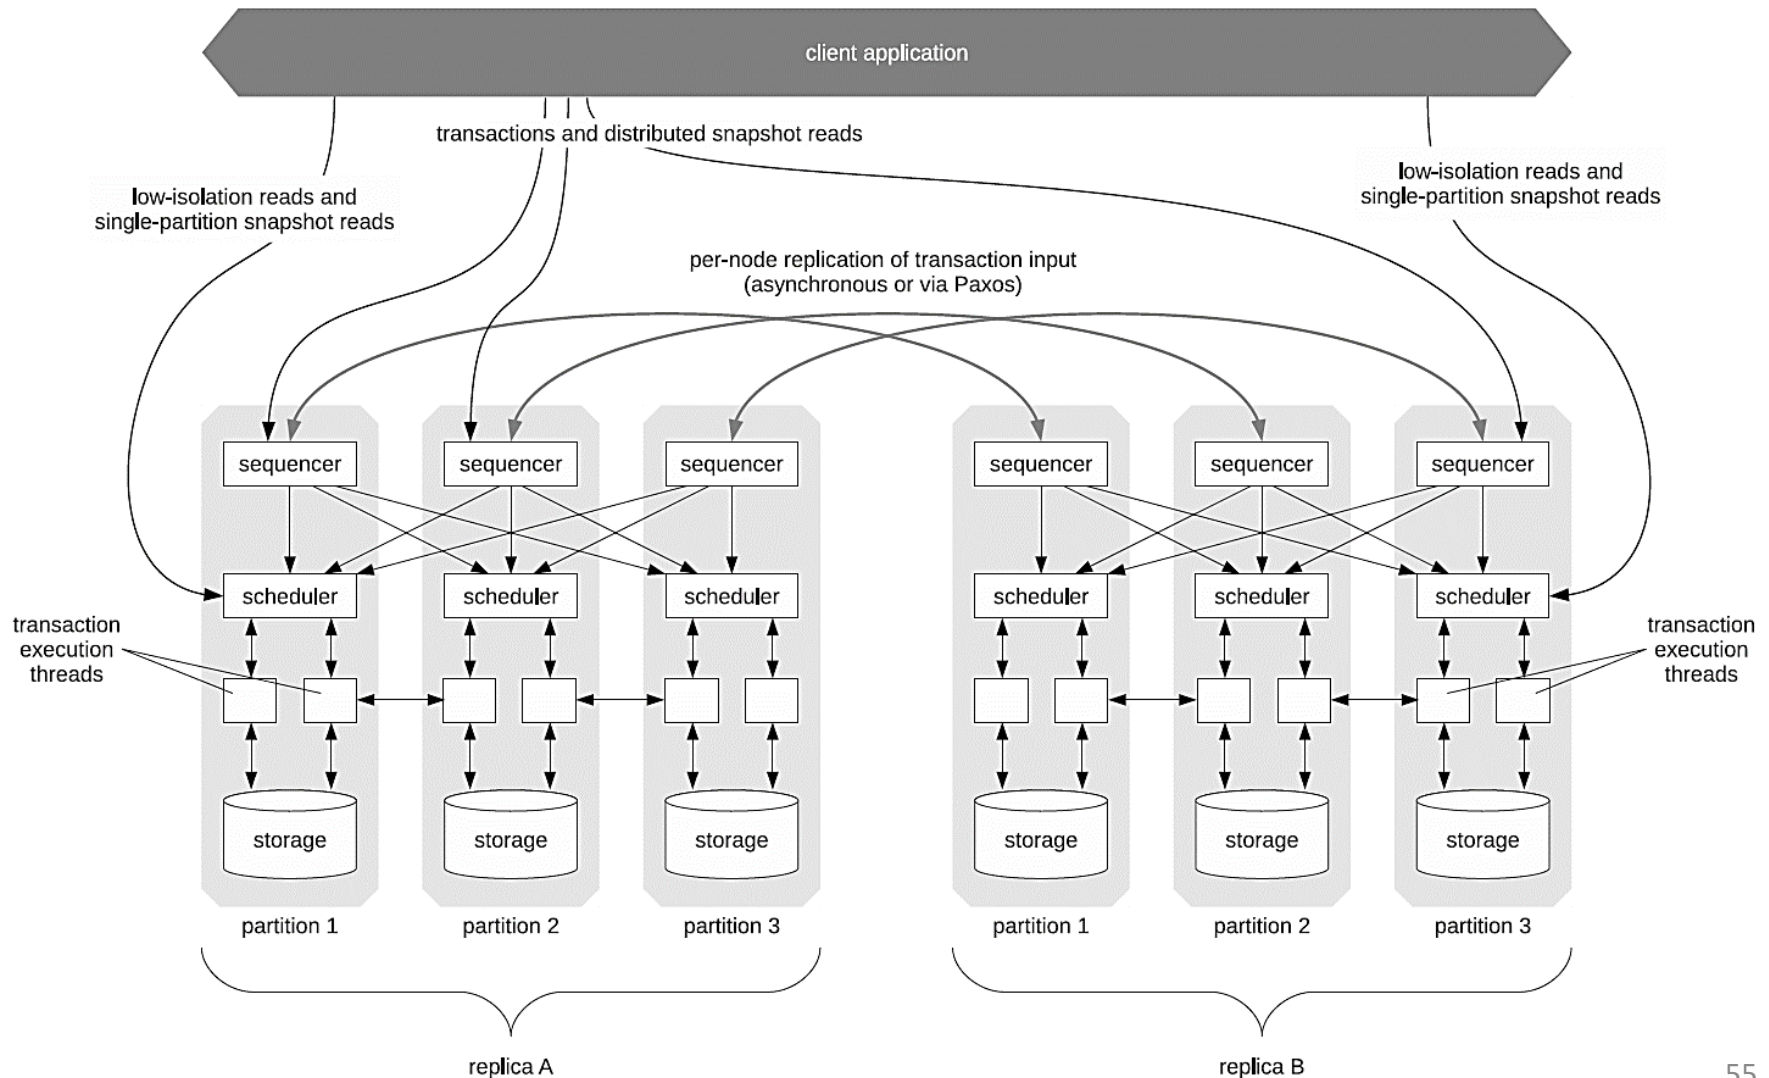 client application
transactions and distributed snapshot reads
low-isolation reads and
single-partition snapshot reads
low-isolation reads and
single-partition snapshot reads
per-node replication of transaction input
(asynchronous or via Paxos)
sequencer
sequencer
sequencer
sequencer
sequencer
sequencer
scheduler
scheduler
scheduler
scheduler
scheduler
scheduler
transaction
execution
threads
transaction
execution
threads
storage
storage
storage
storage
storage
storage
partition 1
partition 2
partition 3
partition 1
partition 2
partition 3
replica A
replica B
55